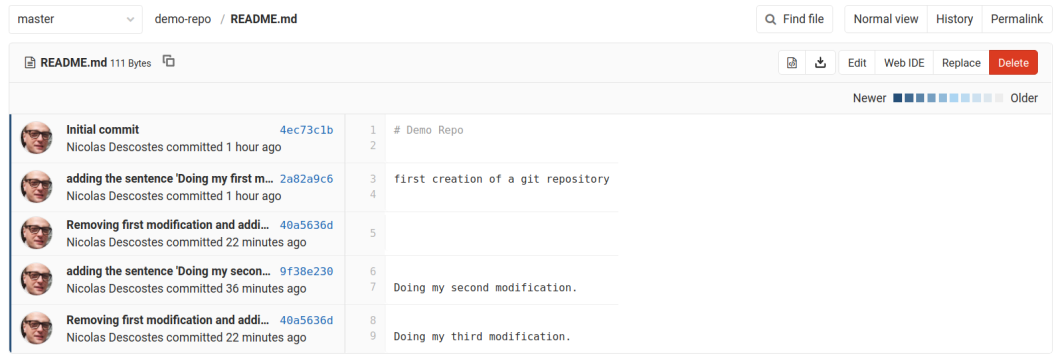 master demo-repo / README.md Find file Normal view History Permalink
README.md 111 Bytes Edit Web IDE Replace Delete
Newer Older
Initial commit 4ec73c1b 1 # Demo Repo
Nicolas Descostes committed 1 hour ago 2
adding the sentence 'Doing my first m... 2a82a9c6 3 first creation of a git repository
Nicolas Descostes committed 1 hour ago 4
Removing first modification and addi... 40a5636d 5
Nicolas Descostes committed 22 minutes ago
adding the sentence 'Doing my secon... 9f38e230 6
Nicolas Descostes committed 36 minutes ago 7 Doing my second modification.
Removing first modification and addi... 40a5636d 8
Nicolas Descostes committed 22 minutes ago 9 Doing my third modification.